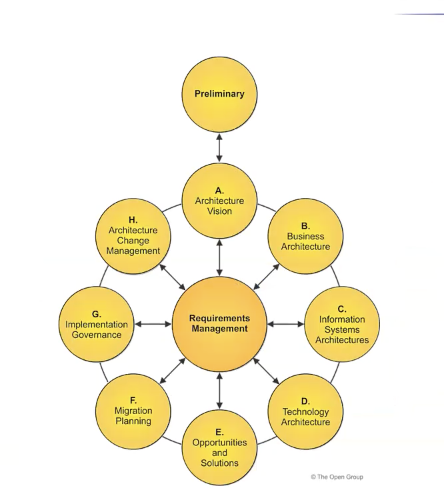 Preliminary
A.
Architecture
Vision
H.
Architecture
Change
Management
B.
Business
Architecture
G.
Implementation
Governance
Requirements
Management
C.
Information
Systems
Architectures
F.
Migration
Planning
D.
Technology
Architecture
E.
Opportunities
and
Solutions
© The Open Group